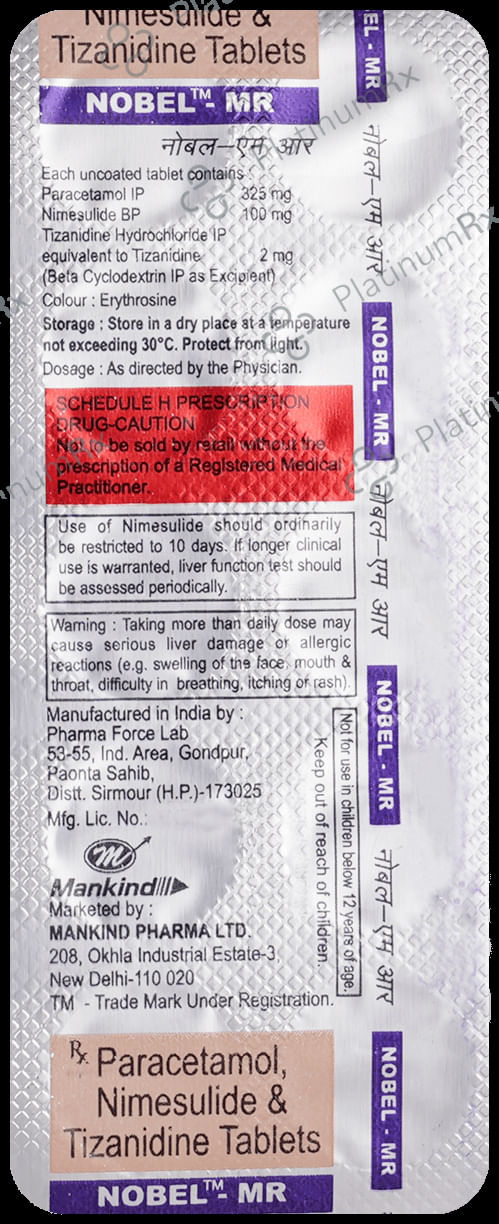 Nimesulide &
Tizanidine Tablets
NOBEL™- MR
नोबल-एम आर
Each uncoated tablet contains :
Paracetamol IP 325 mg
Nimesulide BP 100 mg
Tizanidine Hydrochloride IP
equivalent to Tizanidine 2 mg
(Beta Cyclodextrin IP as Excipient)
Colour : Erythrosine
Storage : Store in a dry place at a temperature
not exceeding 30°C. Protect from light.
Dosage : As directed by the Physician.
SCHEDULE H PRESCRIPTION
DRUG-CAUTION
Not to be sold by retail without the
prescription of a Registered Medical
Practitioner.
Use of Nimesulide should ordinarily
be restricted to 10 days. If longer clinical
use is warranted, liver function test should
be assessed periodically.
Warning : Taking more than daily dose may
cause serious liver damage or allergic
reactions (e.g. swelling of the face, mouth &
throat, difficulty in breathing, itching or rash).
Manufactured in India by :
Pharma Force Lab
53-55, Ind. Area, Gondpur,
Paonta Sahib,
Distt. Sirmour (H.P.)-173025
Mfg. Lic. No.:
m
Mankind
Marketed by :
MANKIND PHARMA LTD.
208, Okhla Industrial Estate-3,
New Delhi-110 020
TM - Trade Mark Under Registration.
Not for use in children below 12 years of age.
Keep out of reach of children.
Rx Paracetamol,
Nimesulide &
Tizanidine Tablets
NOBEL™- MR
EL - MR
नोबल-एम आर
NOBEL - MR
नोबल-एम आर
NOBEL - MR
नोबल-एम आर
NOBEL - MR
PlatinumRx
PlatinumRx
Platin